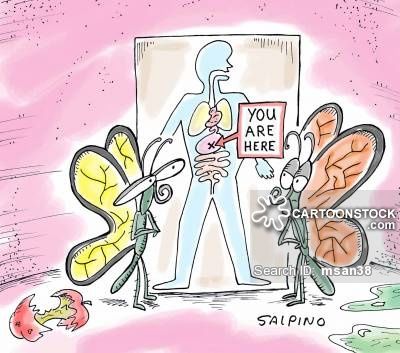 YOU
ARE
HERE
x
CARTOONSTOCK
.com
Search ID: msan38
SALPINO